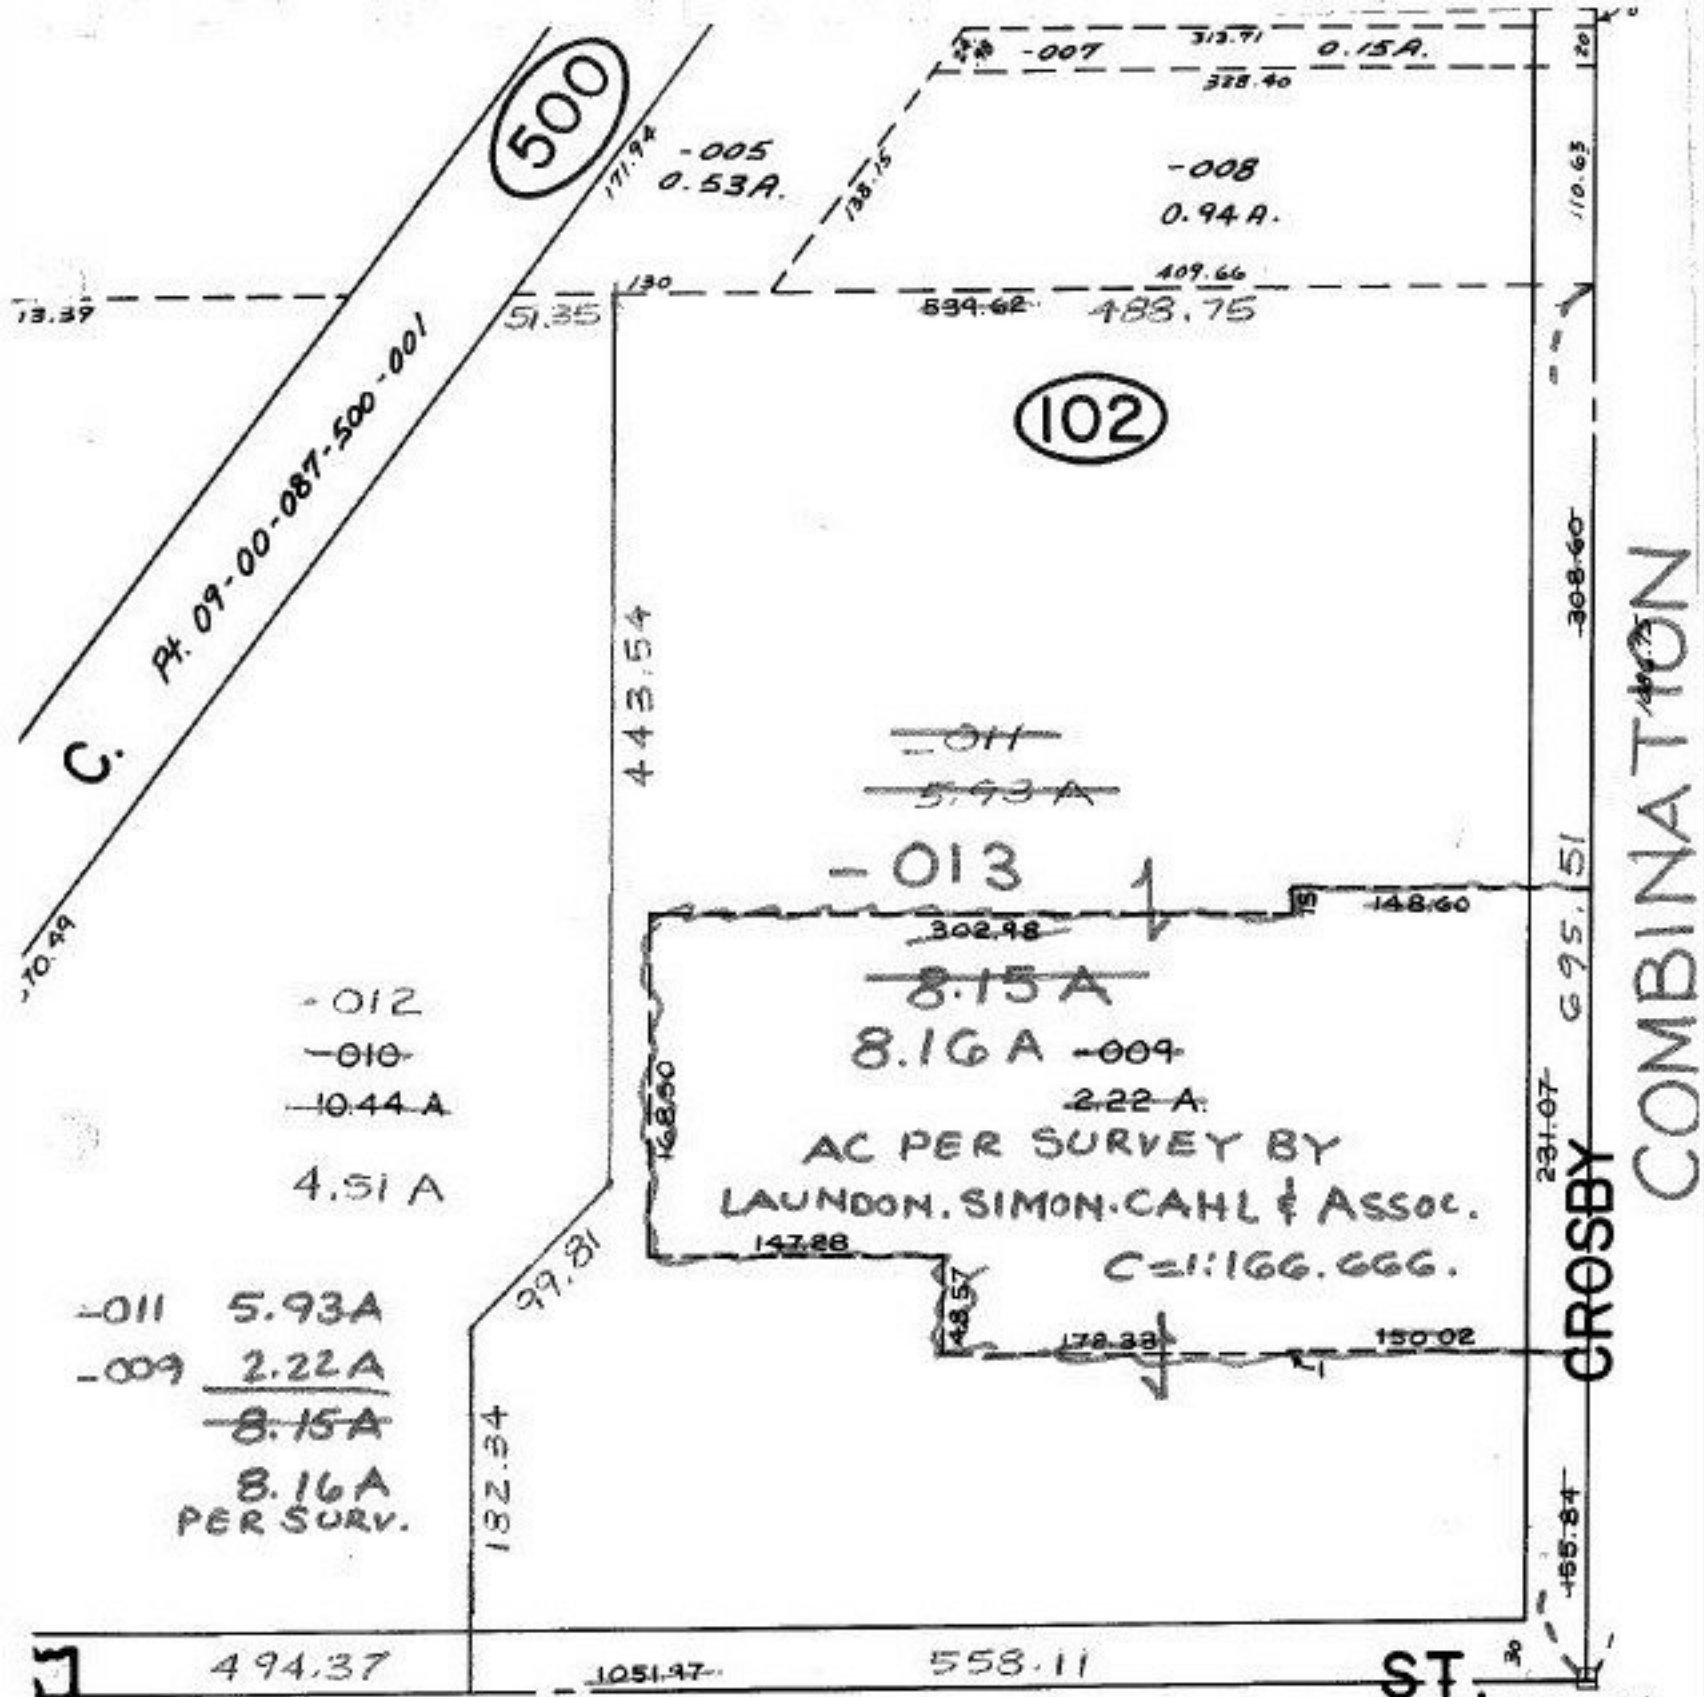 500
-007
313.71
0.15A.
20
328.40
171.94
-005
0.53A.
138.15
-008
0.94A.
110.63
13.39
130
409.66
51.35
539.62
488.75
102
Pt. 09-00-087-500-001
C.
308.60
443.54
COMBINATION
-011
5.93 A
-013
15
148.60
302.98
695.51
70.49
8.15 A
-012
8.16 A
-009
-010
10.44 A
168.50
2.22 A.
231.07
AC PER SURVEY BY
4.51 A
LAUNDON. SIMON. CAHL & ASSOC.
147.28
C=1:166.666.
CROSBY
99.81
48.57
-011 5.93A
178.33
150.02
1
-009 2.22A
8.15A
8.16A
PER SURV.
182.34
155.84
494.37
1051.97
558.11
ST.
30